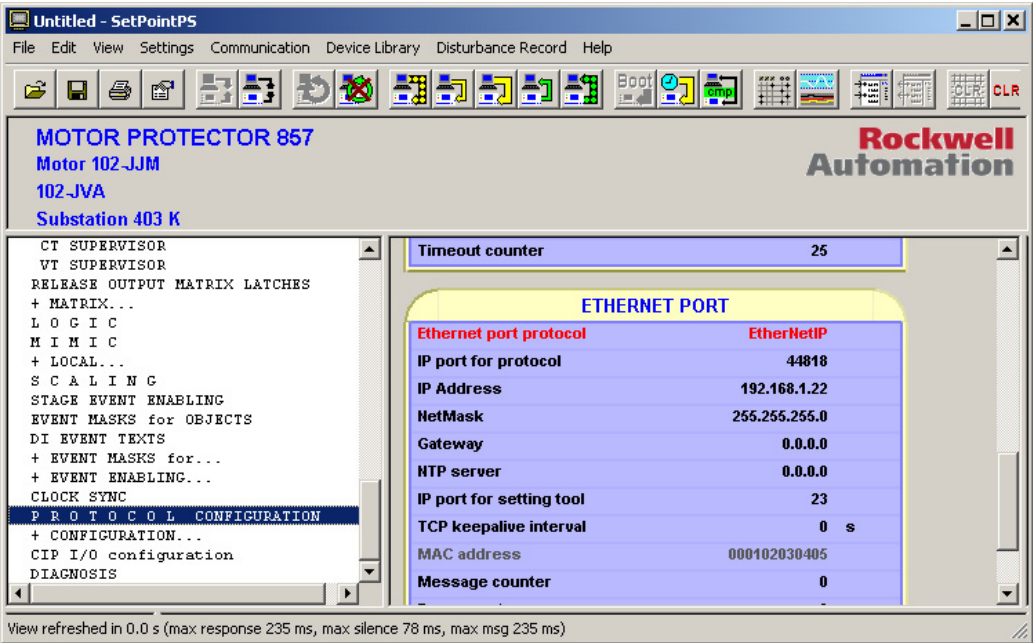 Untitled - SetPointPS
File Edit View Settings Communication Device Library Disturbance Record Help
Boot
cmp
CLR
CLR
MOTOR PROTECTOR 857
Motor 102-JJM
102-JVA
Substation 403 K
Rockwell
Automation
CT SUPERVISOR
VT SUPERVISOR
RELEASE OUTPUT MATRIX LATCHES
+ MATRIX...
L O G I C
M I M I C
+ LOCAL...
S C A L I N G
STAGE EVENT ENABLING
EVENT MASKS for OBJECTS
DI EVENT TEXTS
+ EVENT MASKS for...
+ EVENT ENABLING...
CLOCK SYNC
P R O T O C O L CONFIGURATION
+ CONFIGURATION...
CIP I/O configuration
DIAGNOSIS
Timeout counter 25
ETHERNET PORT
Ethernet port protocol EtherNetIP
IP port for protocol 44818
IP Address 192.168.1.22
NetMask 255.255.255.0
Gateway 0.0.0.0
NTP server 0.0.0.0
IP port for setting tool 23
TCP keepalive interval 0 s
MAC address 000102030405
Message counter 0
View refreshed in 0.0 s (max response 235 ms, max silence 78 ms, max msg 235 ms)